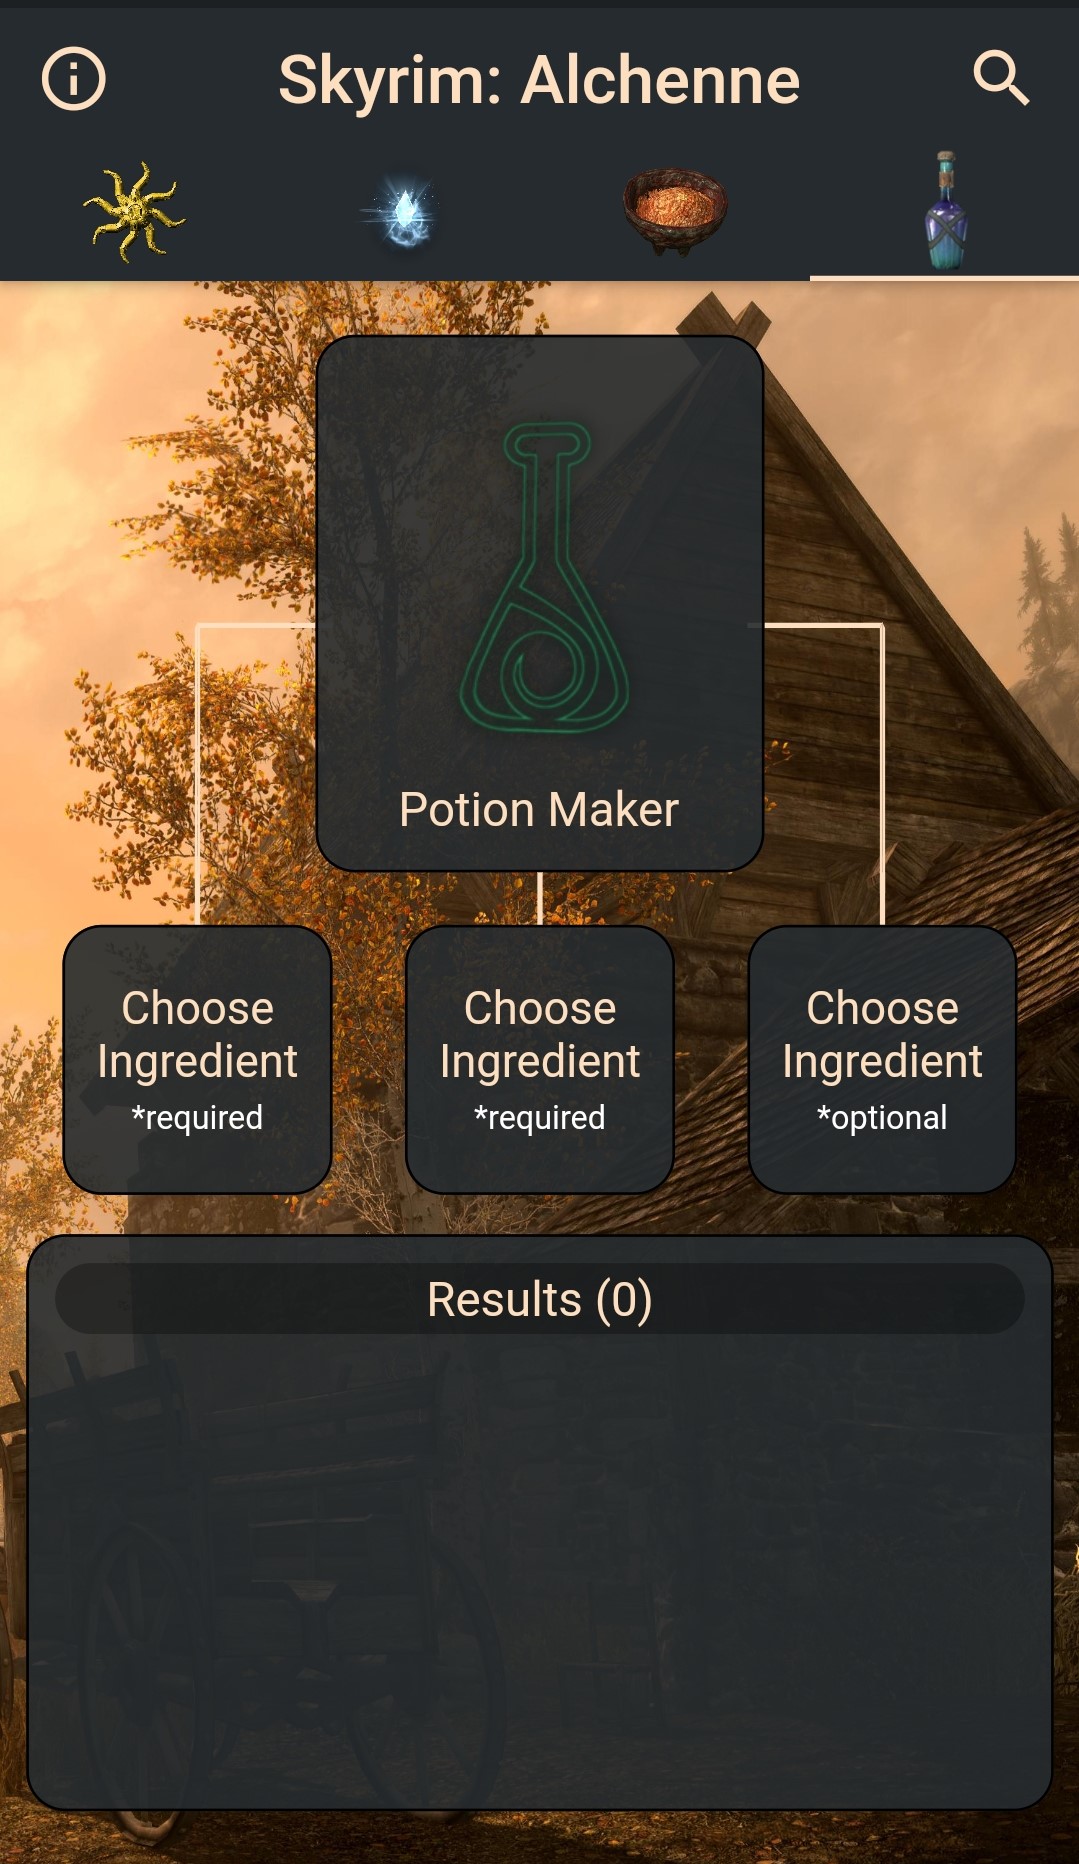 Skyrim: Alchenne
Potion Maker
Choose
Ingredient
*required
Choose
Ingredient
*required
Choose
Ingredient
*optional
Results (0)